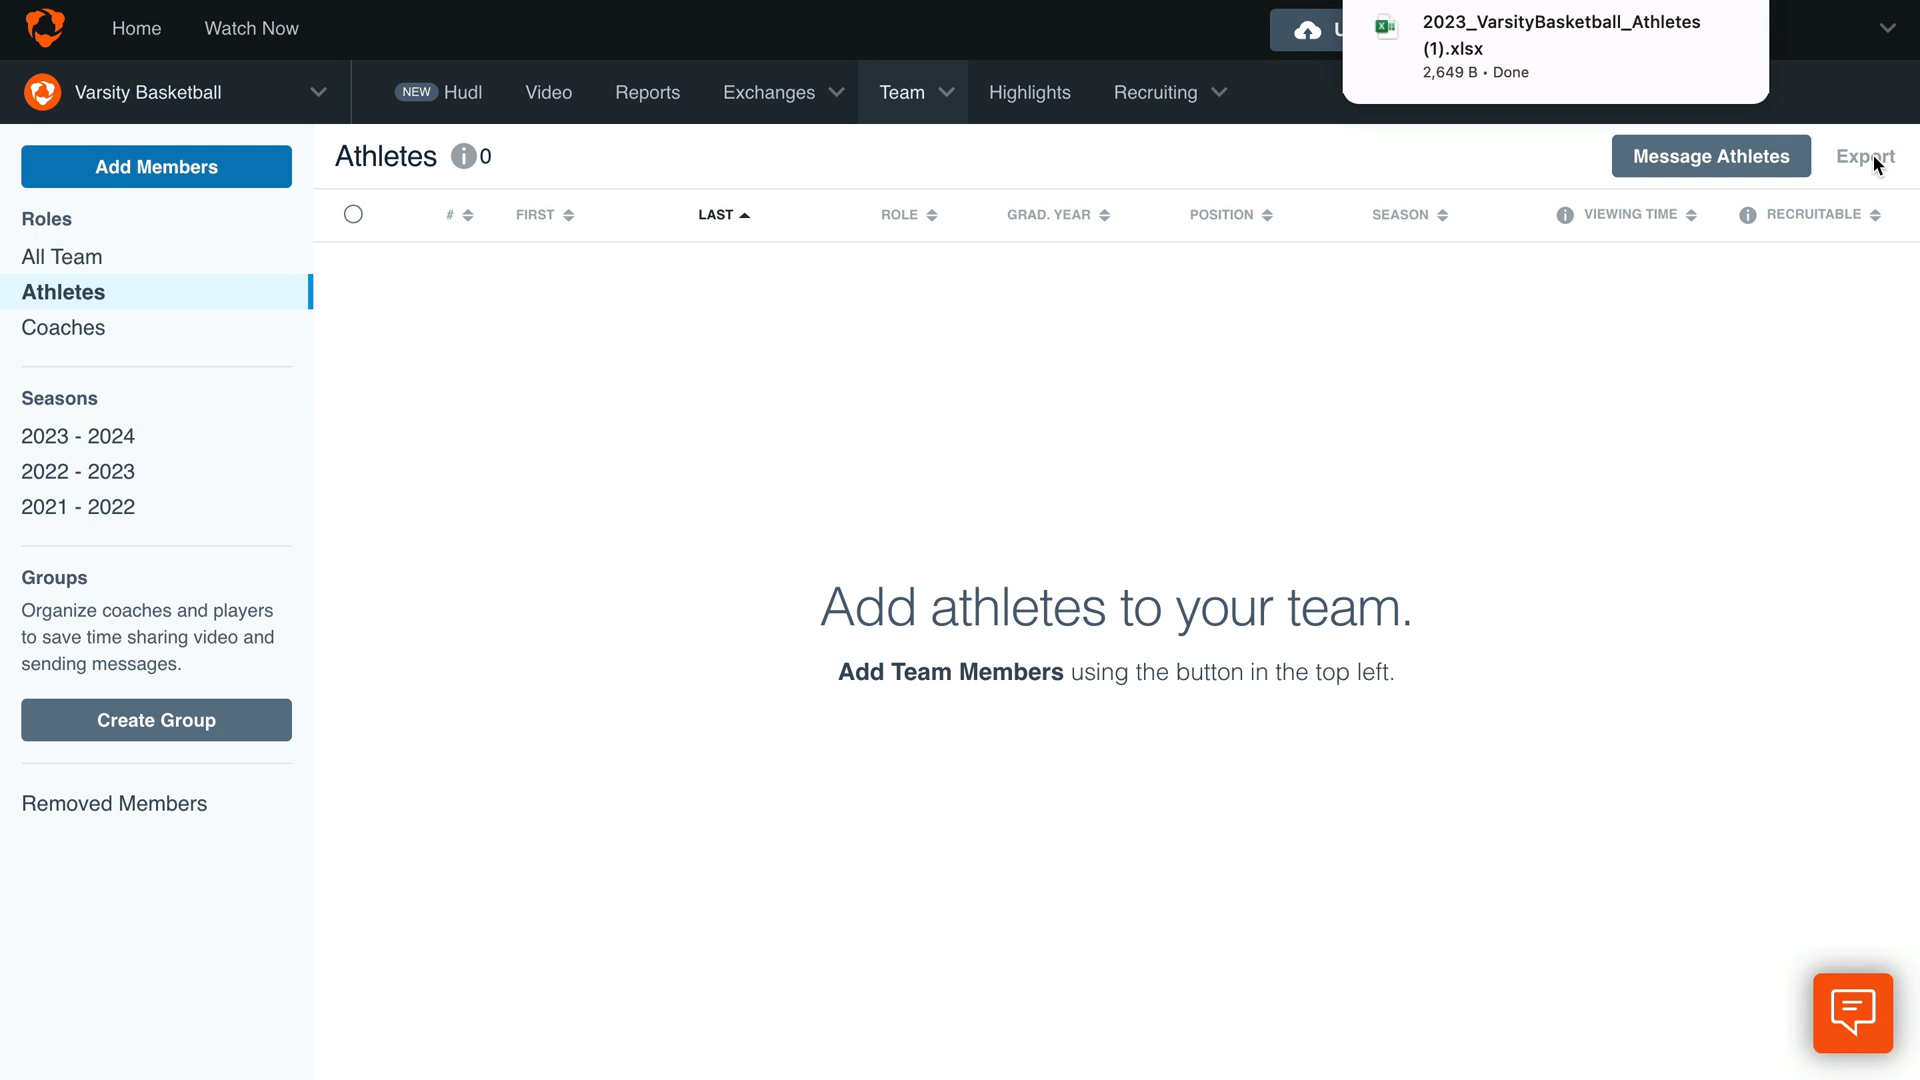 Home
Watch Now
U
2023_VarsityBasketball_Athletes
(1).xlsx
2,649 B • Done
Varsity Basketball
NEW Hudl
Video
Reports
Exchanges
Team
Highlights
Recruiting
Add Members
Athletes 0
Message Athletes
Export
# FIRST LAST ROLE GRAD. YEAR POSITION SEASON VIEWING TIME RECRUITABLE
Roles
All Team
Athletes
Coaches
Seasons
2023 - 2024
2022 - 2023
2021 - 2022
Groups
Organize coaches and players
to save time sharing video and
sending messages.
Create Group
Removed Members
Add athletes to your team.
Add Team Members using the button in the top left.